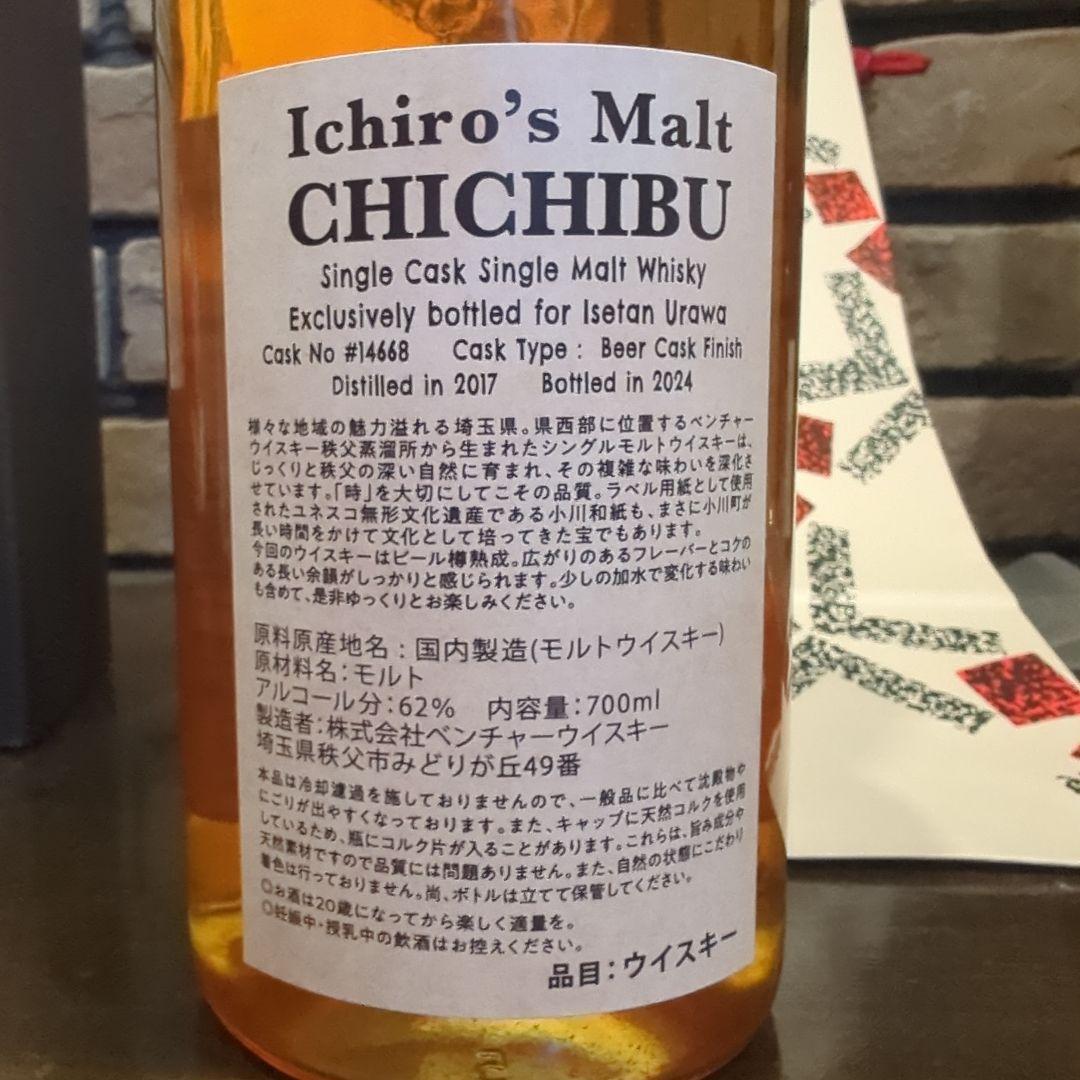 Ichiro's Malt
CHICHIBU
Single Cask Single Malt Whisky
Exclusively bottled for Isetan Urawa
Cask No #14668 Cask Type : Beer Cask Finish
Distilled in 2017 Bottled in 2024
様々な地域の魅力溢れる埼玉県。県西部に位置するベンチャー
ウイスキー秩父蒸溜所から生まれたシングルモルトウイスキーは、
じっくりと秩父の深い自然に育まれ、その複雑な味わいを深化さ
せています。「時」を大切にしてこその品質。ラベル用紙として使用
されたユネスコ無形文化遺産である小川和紙も、まさに小川町が
長い時間をかけて文化として培ってきた宝でもあります。
今回のウイスキーはビール樽熟成。広がりのあるフレーバーとコクの
ある長い余韻がしっかりと感じられます。少しの加水で変化する味わい
も含めて、是非ゆっくりとお楽しみください。
原料原産地名：国内製造(モルトウイスキー)
原材料名：モルト
アルコール分：62% 内容量：700ml
製造者：株式会社ベンチャーウイスキー
埼玉県秩父市みどりが丘49番
本品は冷却濾過を施しておりませんので、一般品に比べて沈殿物や
にごりが出やすくなっております。また、キャップに天然コルクを使用
しているため、瓶にコルク片が入ることがあります。これらは、旨み成分や
天然素材ですので品質には問題ありません。また、自然の状態にこだわり
着色は行っておりません。尚、ボトルは立てて保管してください。
◎お酒は20歳になってから楽しく適量を。
◎妊娠中・授乳中の飲酒はお控えください。
品目：ウイスキー